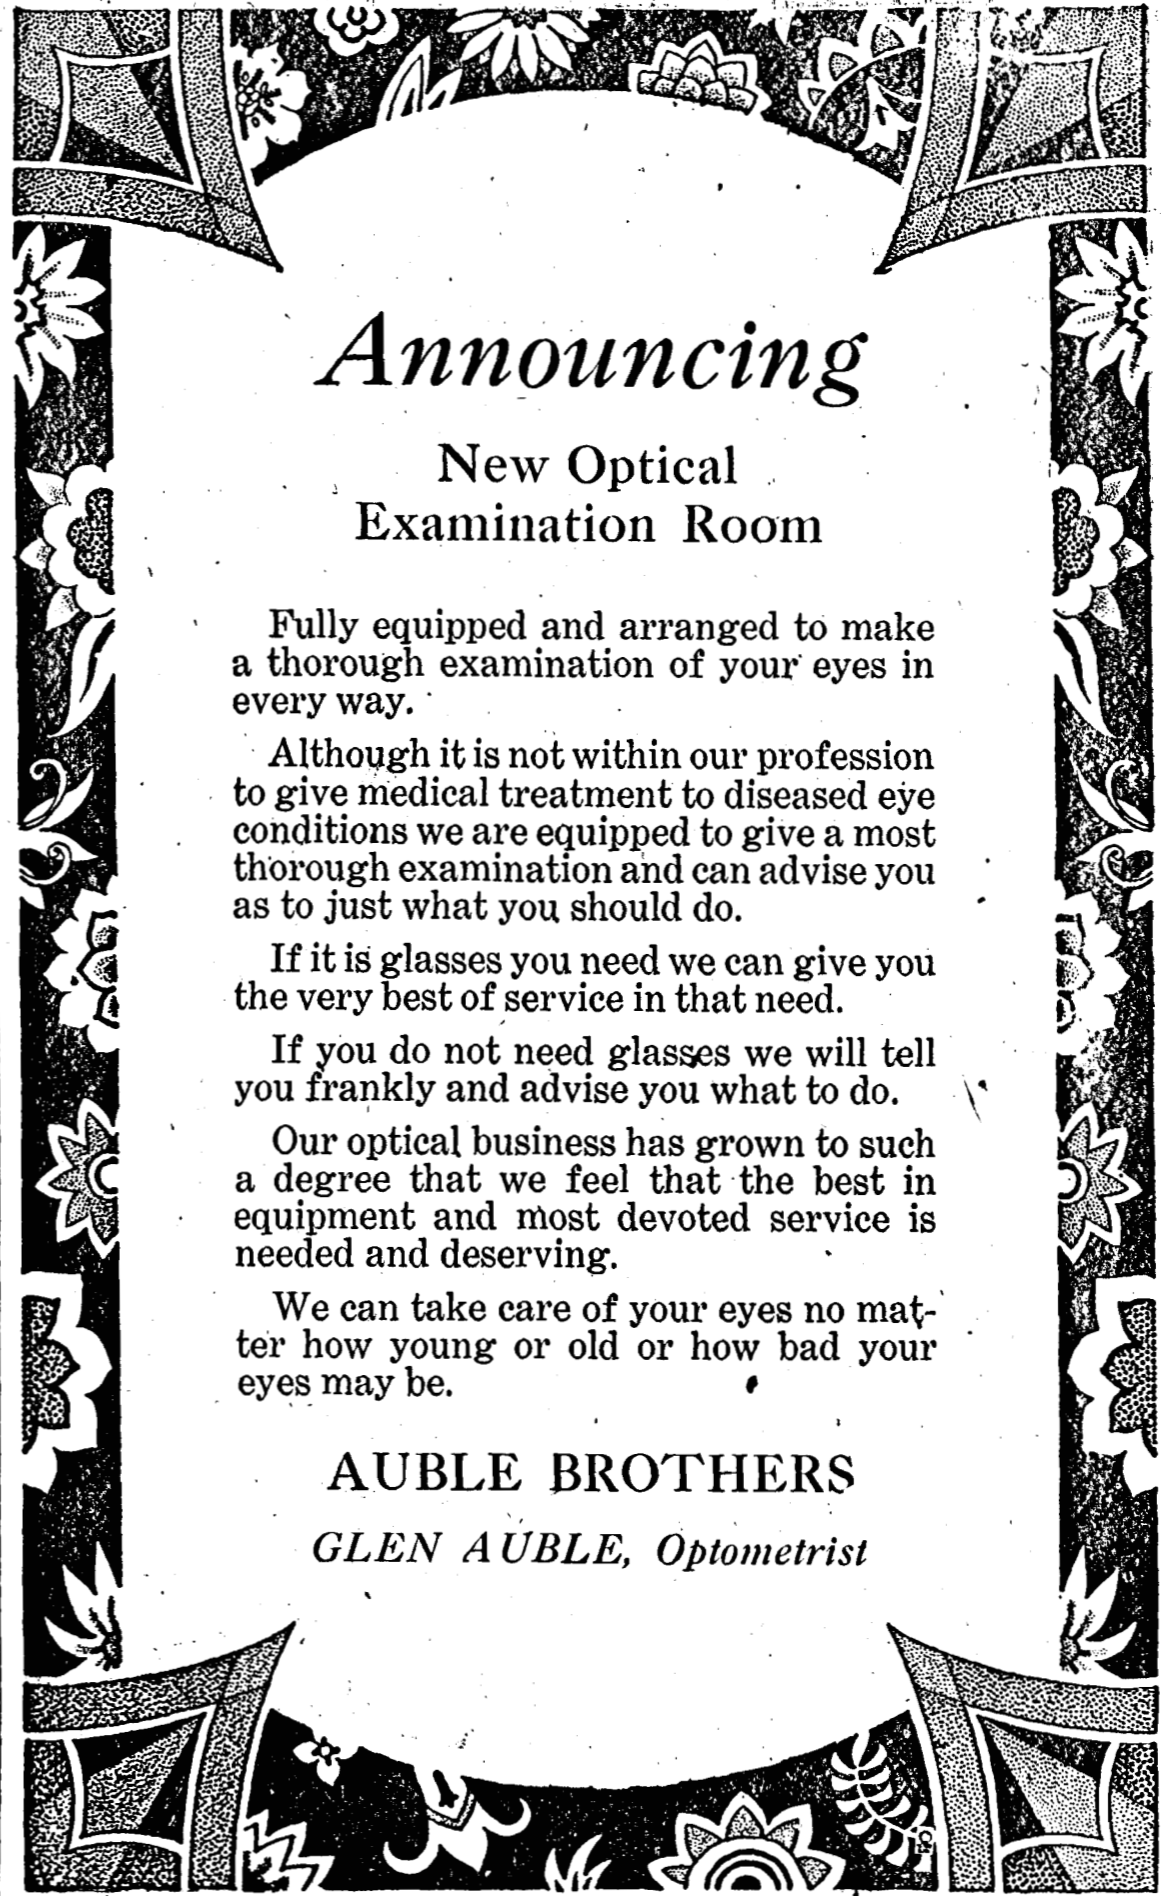 Announcing
New Optical
Examination Room
Fully equipped and arranged to make
a thorough examination of your eyes in
every way.
Although it is not within our profession
to give medical treatment to diseased eye
conditions we are equipped to give a most
thorough examination and can advise you
as to just what you should do.
If it is glasses you need we can give you
the very best of service in that need.
If you do not need glasses we will tell
you frankly and advise you what to do.
Our optical business has grown to such
a degree that we feel that the best in
equipment and most devoted service is
needed and deserving.
We can take care of your eyes no mat-
ter how young or old or how bad your
eyes may be.
AUBLE BROTHERS
GLEN AUBLE, Optometrist